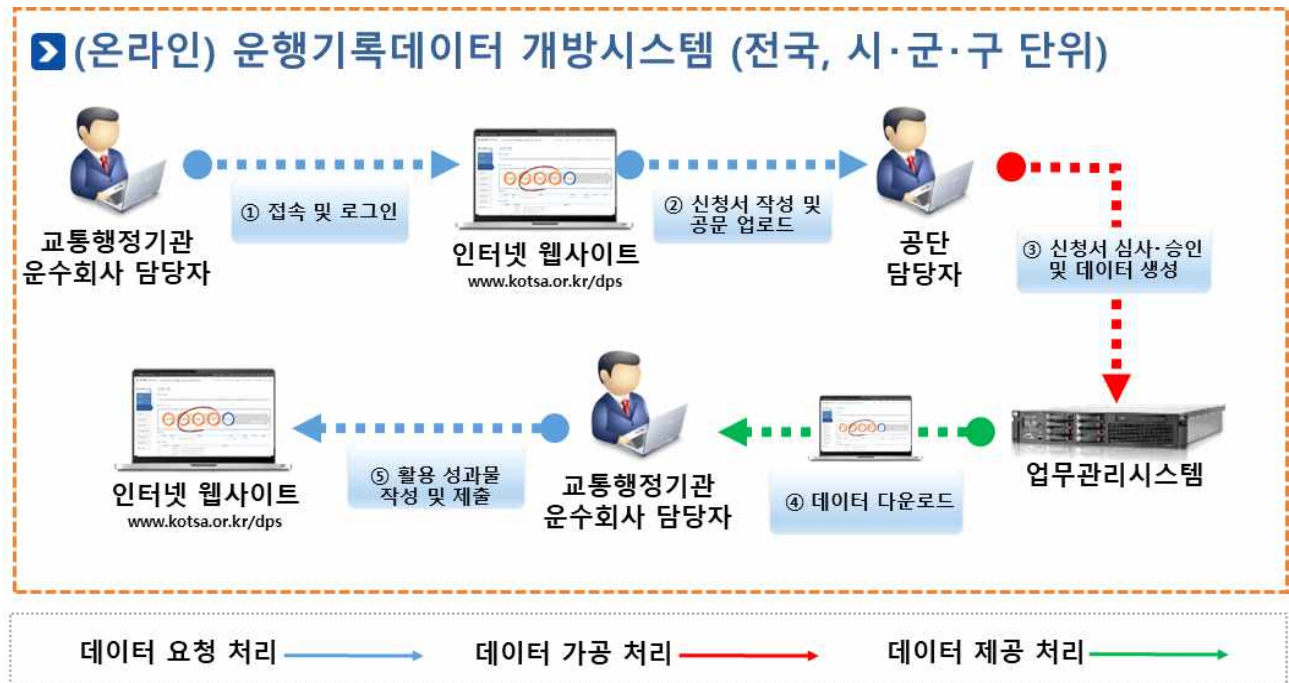 (온라인) 운행기록데이터 개방시스템 (전국, 시·군·구 단위)
① 접속 및 로그인
② 신청서 작성 및
공문 업로드
교통행정기관
운수회사 담당자
인터넷 웹사이트
www.kotsa.or.kr/dps
공단
담당자
③ 신청서 심사·승인
및 데이터 생성
인터넷 웹사이트
www.kotsa.or.kr/dps
⑤ 활용 성과물
작성 및 제출
교통행정기관
운수회사 담당자
④ 데이터 다운로드
업무관리시스템
데이터 요청 처리
데이터 가공 처리
데이터 제공 처리